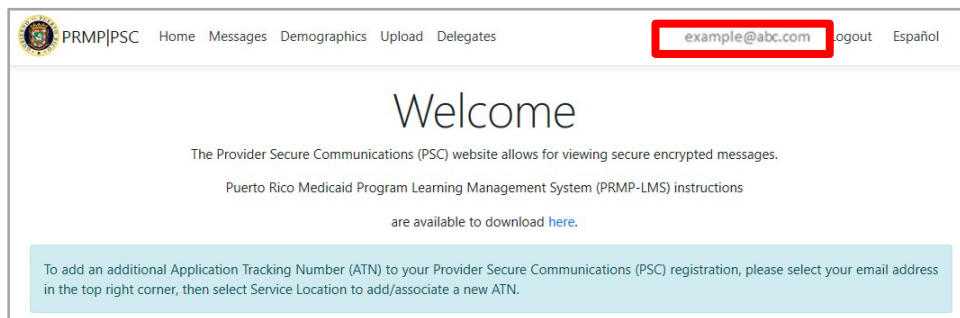 PRMP|PSC Home Messages Demographics Upload Delegates example@abc.com Logout Español
Welcome
The Provider Secure Communications (PSC) website allows for viewing secure encrypted messages.
Puerto Rico Medicaid Program Learning Management System (PRMP-LMS) instructions
are available to download here.
To add an additional Application Tracking Number (ATN) to your Provider Secure Communications (PSC) registration, please select your email address
in the top right corner, then select Service Location to add/associate a new ATN.